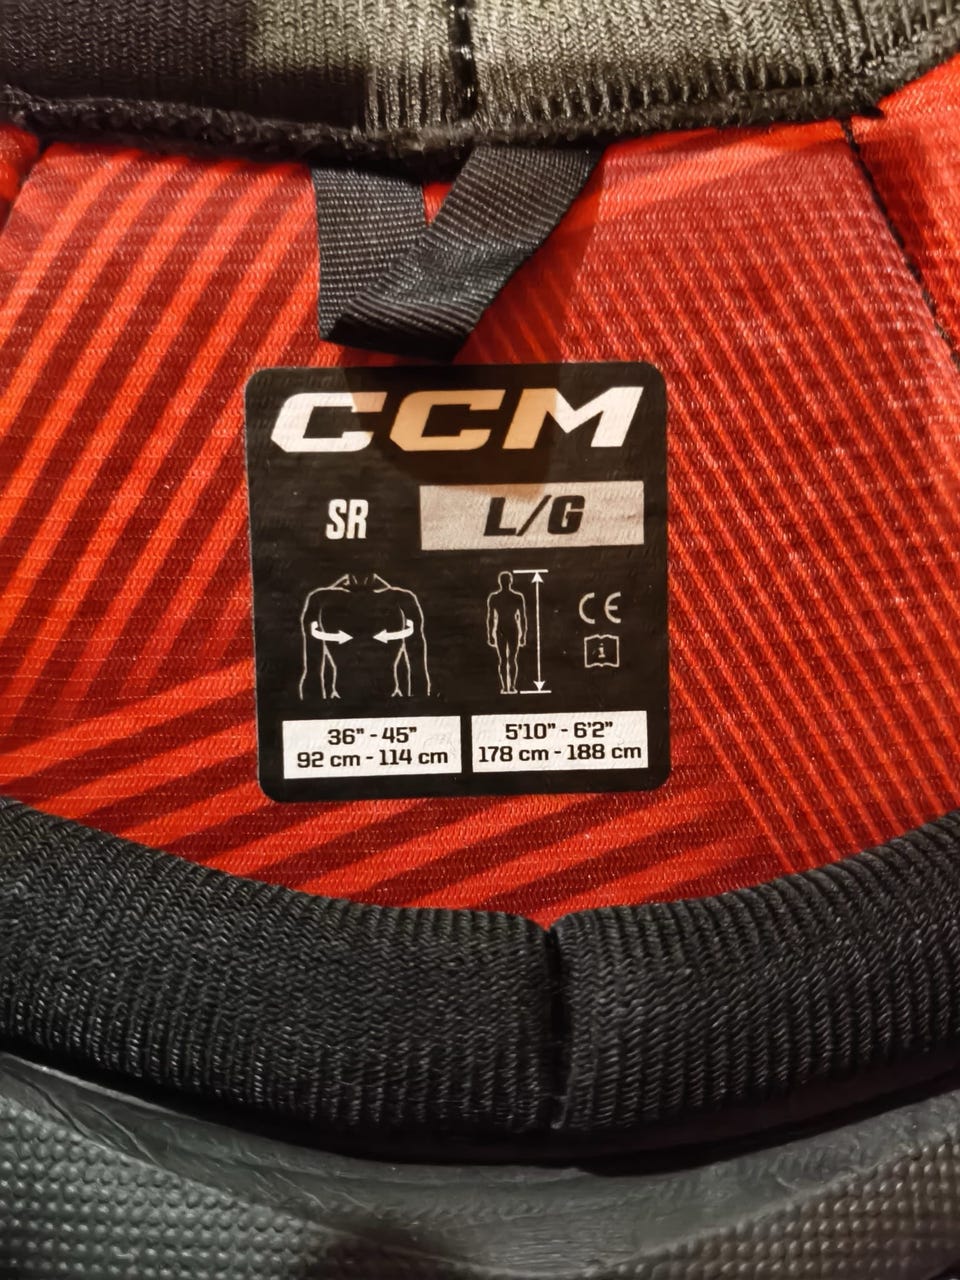 CCM
SR L/G
CE
i
36" - 45"
92 cm - 114 cm
5'10" - 6'2"
178 cm - 188 cm